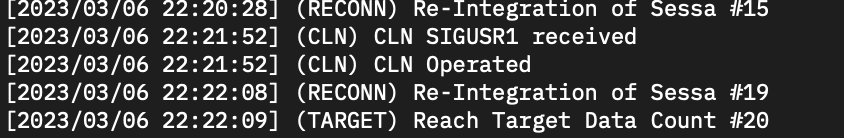 [2023/03/06 22:20:28] (RECONN) Re-Integration of Sessa #15
[2023/03/06 22:21:52] (CLN) CLN SIGUSR1 received
[2023/03/06 22:21:52] (CLN) CLN Operated
[2023/03/06 22:22:08] (RECONN) Re-Integration of Sessa #19
[2023/03/06 22:22:09] (TARGET) Reach Target Data Count #20